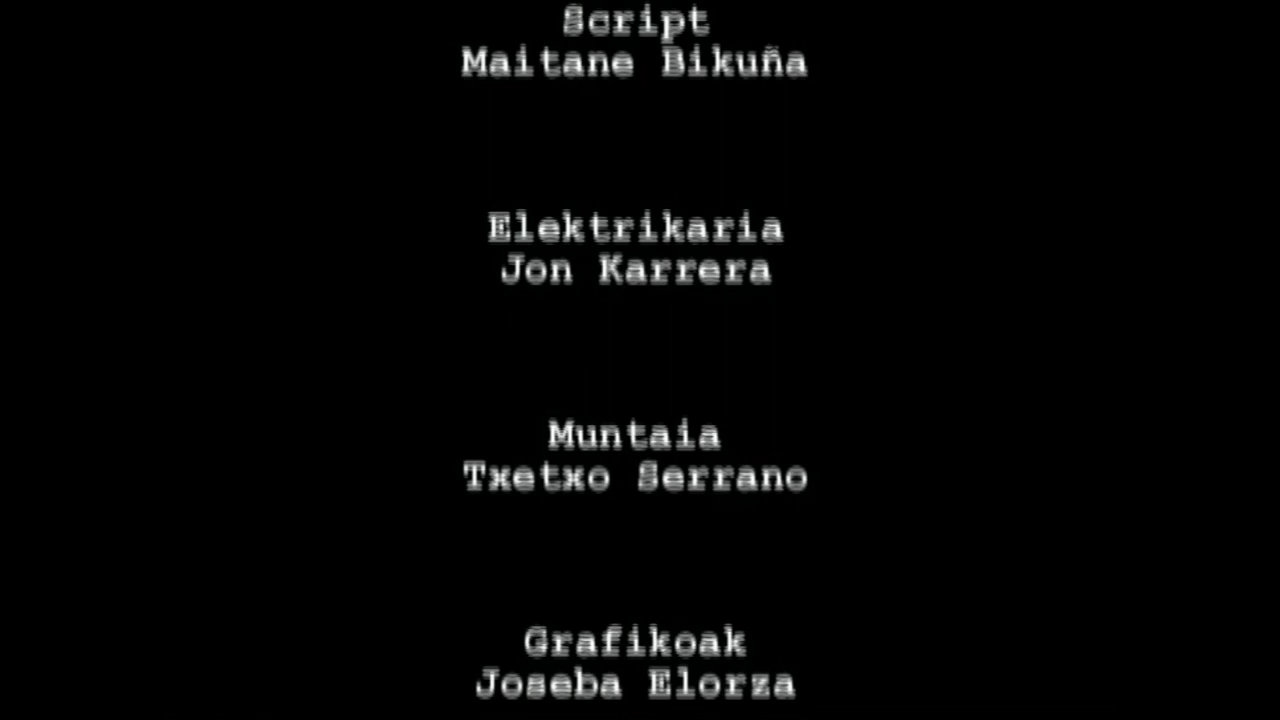 Script
Maitane Bikuña
Elektrikaria
Jon Karrera
Muntaia
Txetxo Serrano
Grafikoak
Joseba Elorza